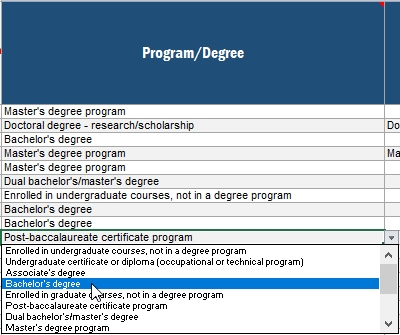 Program/Degree
Master's degree program
Doctoral degree - research/scholarship
Do
Bachelor's degree
Master's degree program
Ma
Master's degree program
Dual bachelor's/master's degree
Enrolled in undergraduate courses, not in a degree program
Bachelor's degree
Bachelor's degree
Post-baccalaureate certificate program
Enrolled in undergraduate courses, not in a degree program
Undergraduate certificate or diploma (occupational or technical program)
Associate's degree
Bachelor's degree
Enrolled in graduate courses, not in a degree program
Post-baccalaureate certificate program
Dual bachelor's/master's degree
Master's degree program